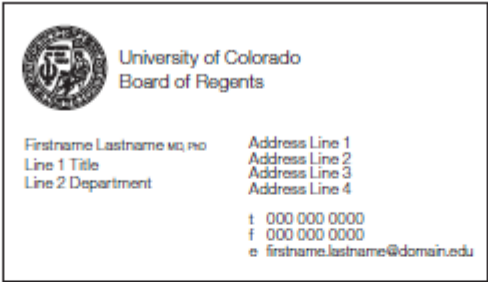 University of Colorado
Board of Regents
Firstname Lastname MD, PhD
Line 1 Title
Line 2 Department
Address Line 1
Address Line 2
Address Line 3
Address Line 4
t 000 000 0000
f 000 000 0000
e firstname.lastname@domain.edu